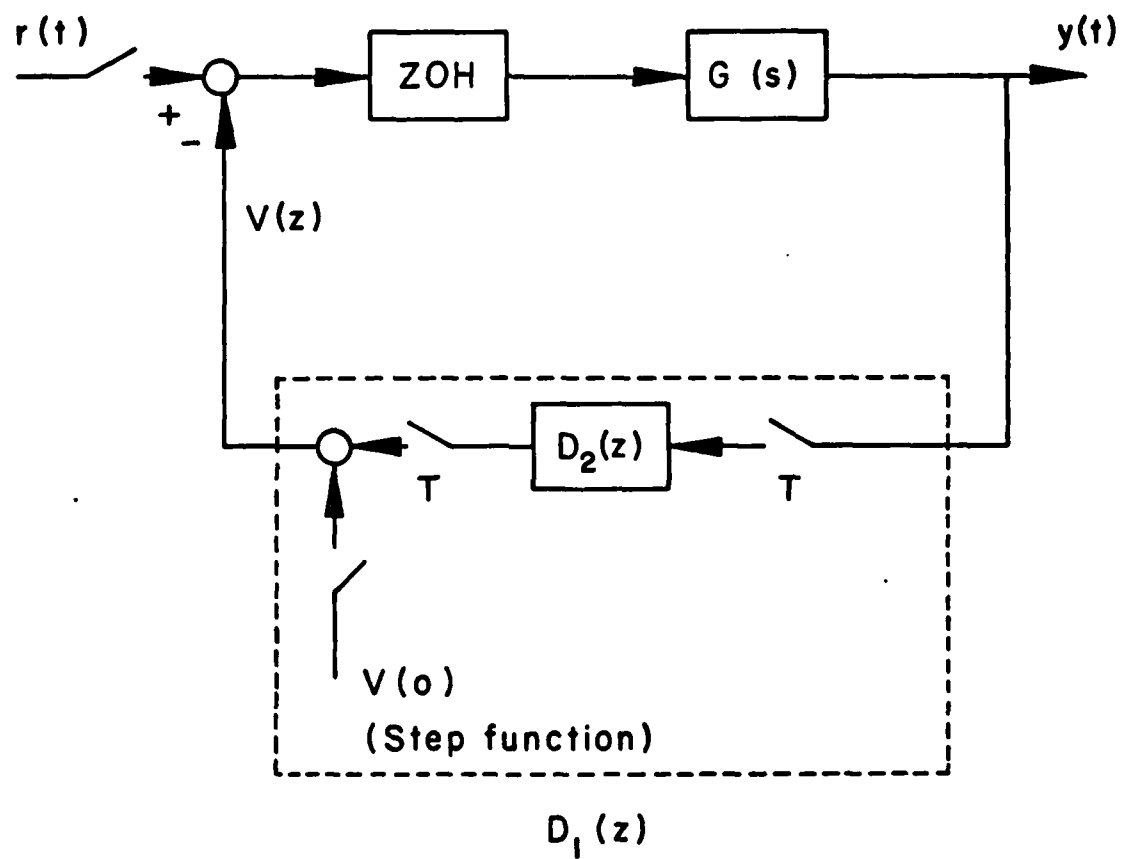 r(t)
y(t)
ZOH
G (s)
+
-
V(z)
D₂(z)
T
T
V(o)
(Step function)
D₁(z)